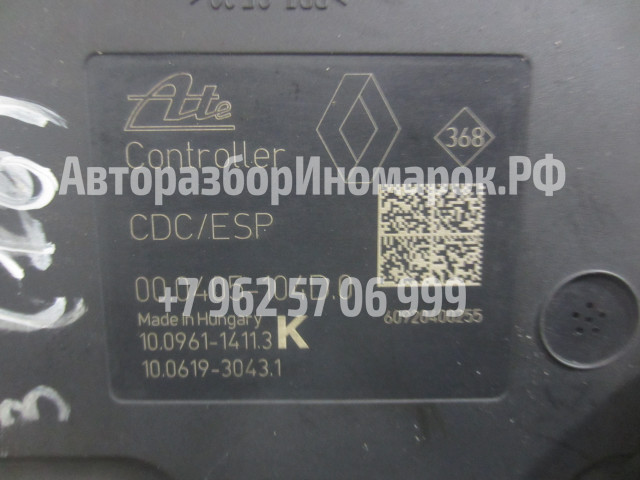 Ate
368
Controller
АвторазборИномарок.РФ
CDC/ESP
+7 962 57 06 999
Made in Hungary
10.0961-1411.3 K
10.0619-3043.1